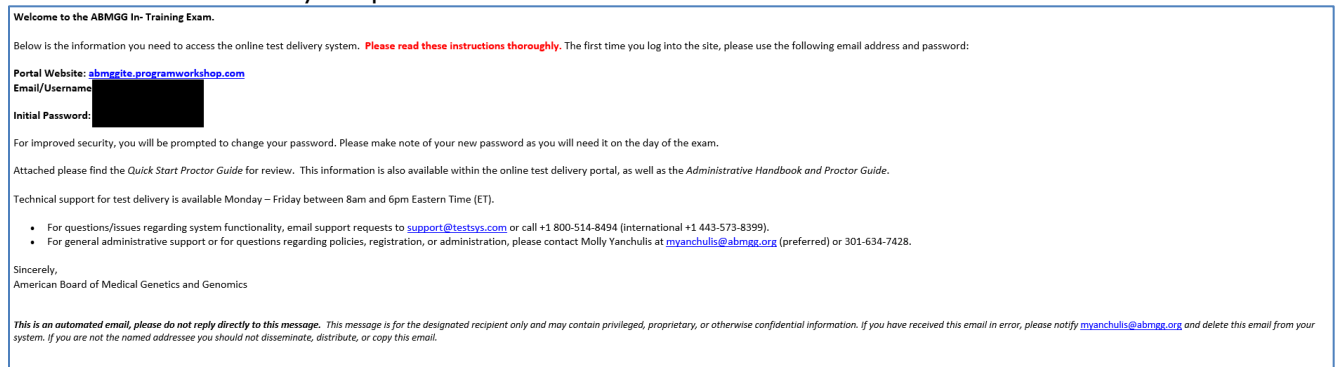 Welcome to the ABMGG In- Training Exam.
Below is the information you need to access the online test delivery system. Please read these instructions thoroughly. The first time you log into the site, please use the following email address and password:
Portal Website: abmggite.programworkshop.com
Email/Username
Initial Password:
For improved security, you will be prompted to change your password. Please make note of your new password as you will need it on the day of the exam.
Attached please find the Quick Start Proctor Guide for review. This information is also available within the online test delivery portal, as well as the Administrative Handbook and Proctor Guide.
Technical support for test delivery is available Monday – Friday between 8am and 6pm Eastern Time (ET).
• For questions/issues regarding system functionality, email support requests to support@testsys.com or call +1 800-514-8494 (international +1 443-573-8399).
• For general administrative support or for questions regarding policies, registration, or administration, please contact Molly Yanchulis at myanchulis@abmgg.org (preferred) or 301-634-7428.
Sincerely,
American Board of Medical Genetics and Genomics
This is an automated email, please do not reply directly to this message. This message is for the designated recipient only and may contain privileged, proprietary, or otherwise confidential information. If you have received this email in error, please notify myanchulis@abmgg.org and delete this email from your
system. If you are not the named addressee you should not disseminate, distribute, or copy this email.